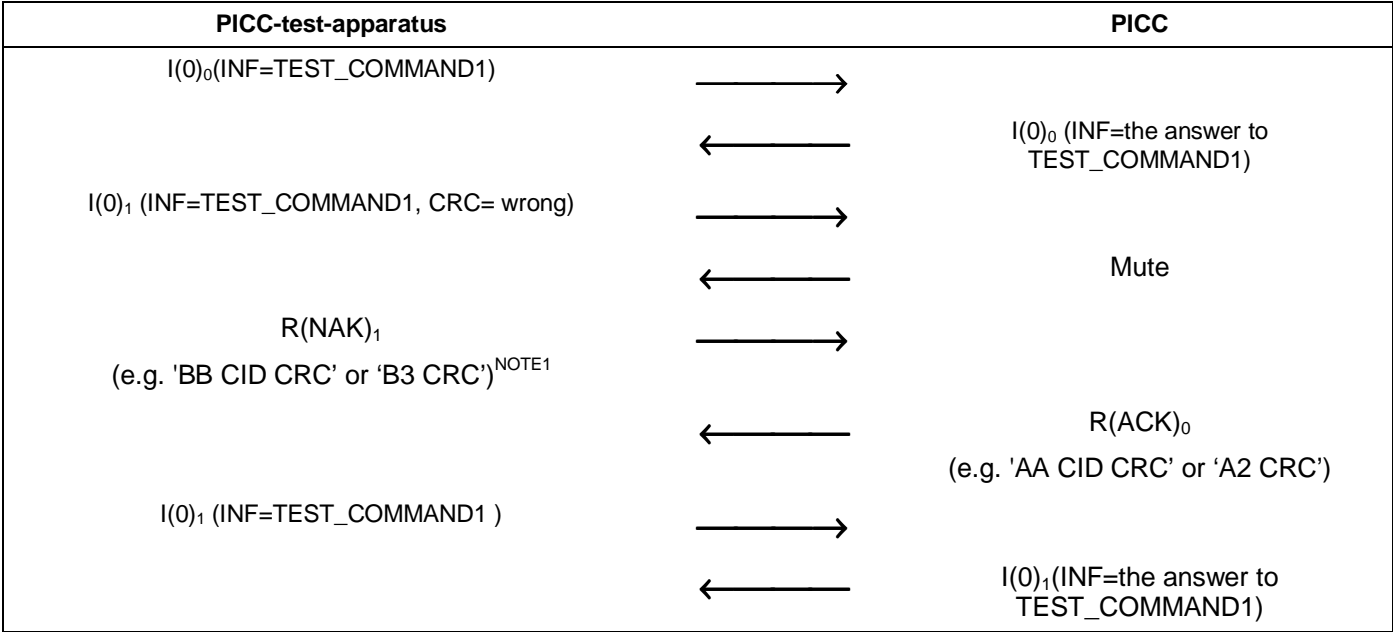 PICC-test-apparatus PICC
I(0)₀(INF=TEST_COMMAND1)
I(0)₀ (INF=the answer to
TEST_COMMAND1)
I(0)₁ (INF=TEST_COMMAND1, CRC= wrong)
Mute
R(NAK)₁
(e.g. 'BB CID CRC' or ‘B3 CRC’)NOTE1
R(ACK)₀
(e.g. 'AA CID CRC' or ‘A2 CRC’)
I(0)₁ (INF=TEST_COMMAND1 )
I(0)₁(INF=the answer to
TEST_COMMAND1)